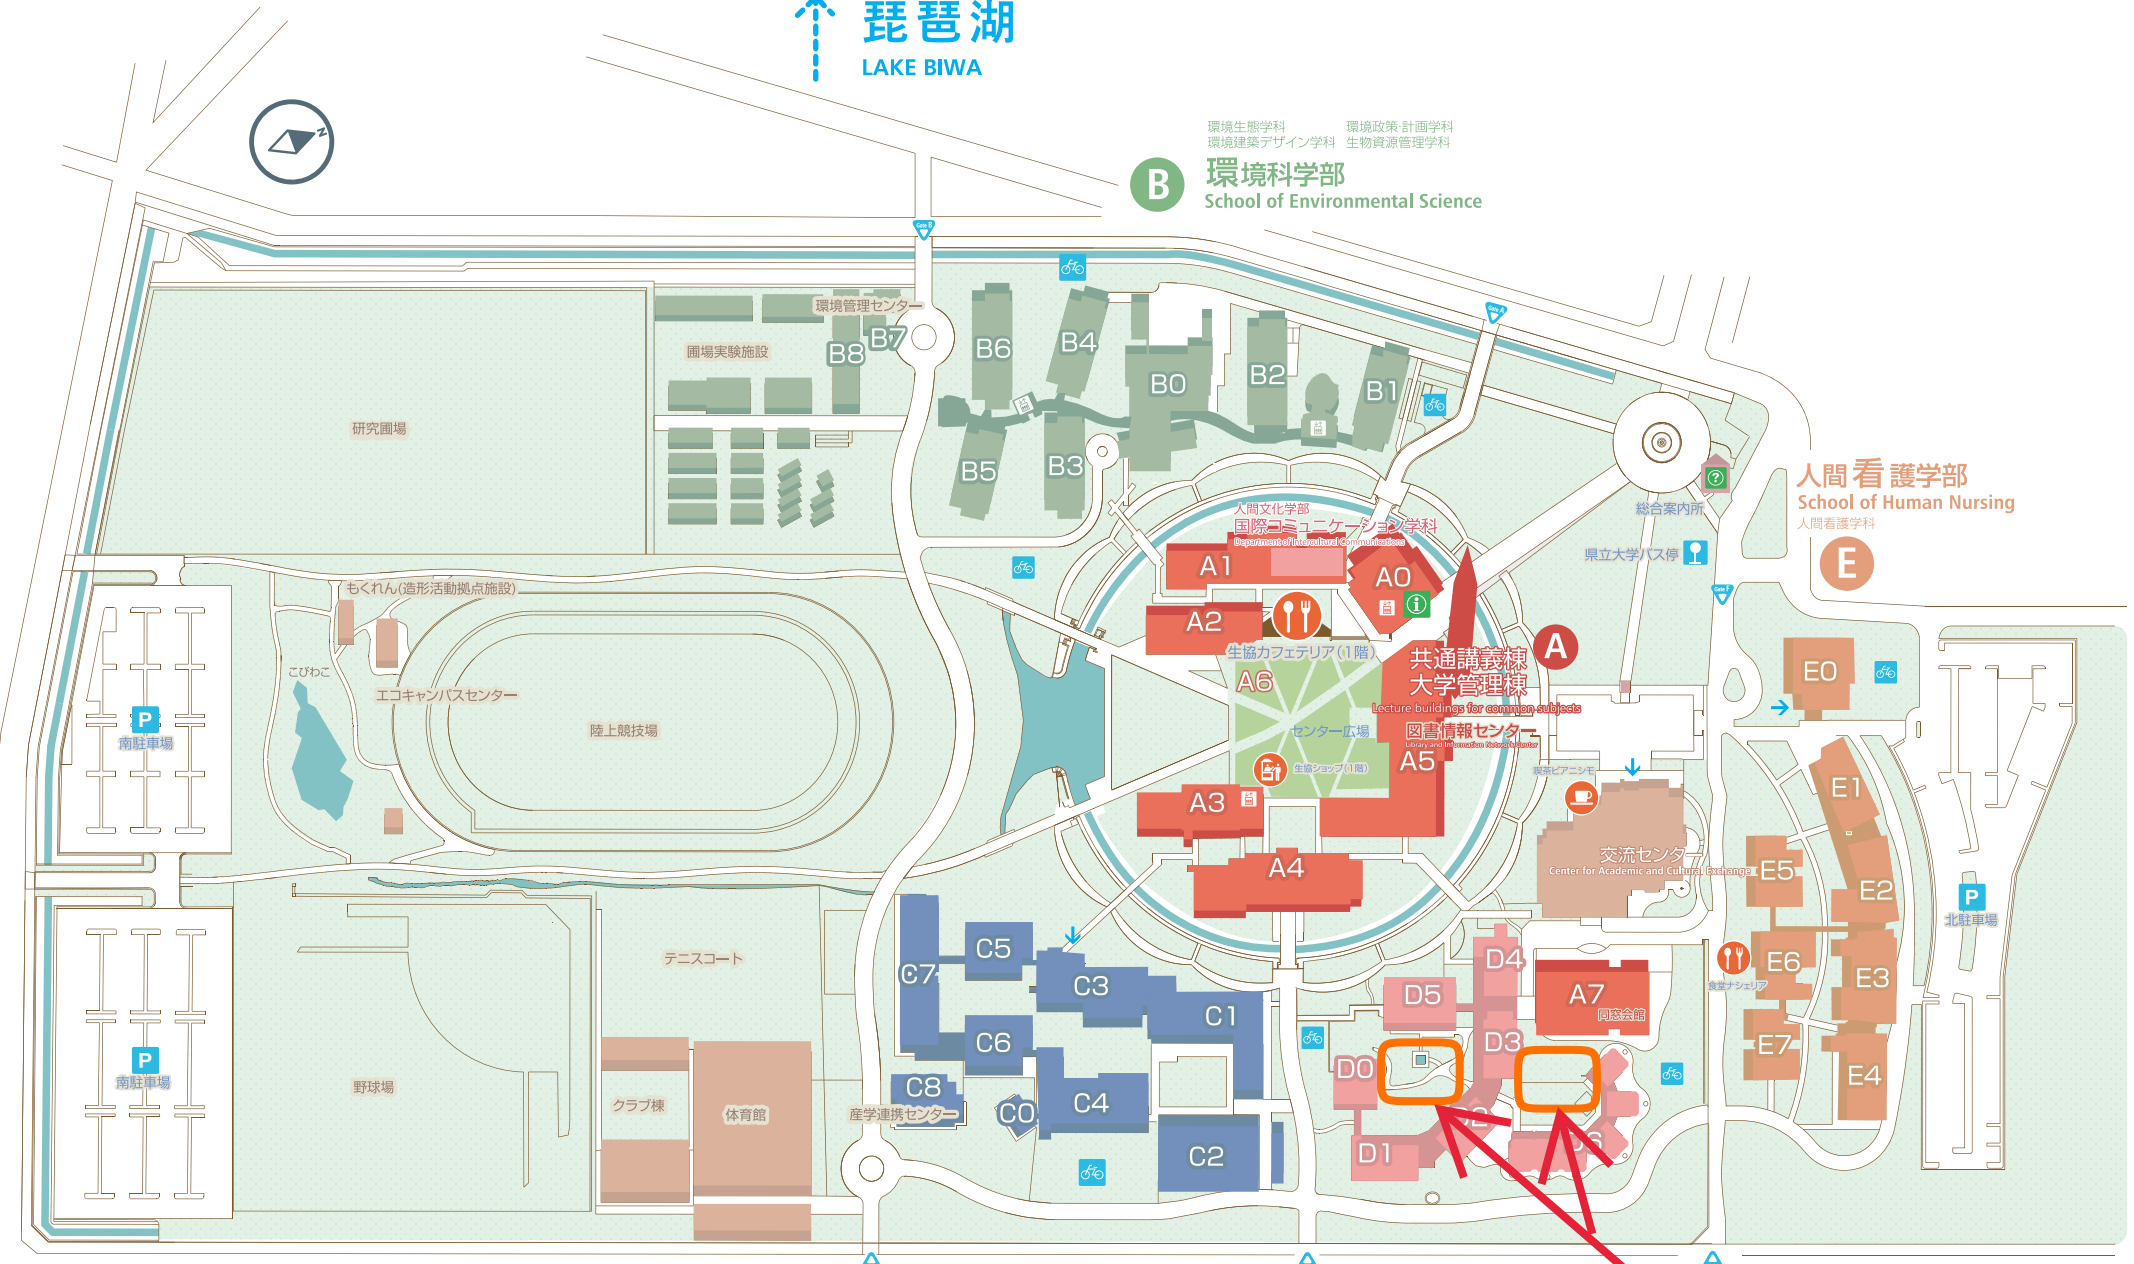 琵琶湖
LAKE BIWA
N
環境生態学科 環境政策・計画学科
環境建築デザイン学科 生物資源管理学科
B
環境科学部
School of Environmental Science
Gate B
Gate A
環境管理センター
B7
B8
B6
B4
B0
B2
B1
圃場実験施設
研究圃場
B5
B3
人間看護学部
School of Human Nursing
人間看護学科
E
総合案内所
県立大学バス停
Gate F
人間文化学部
国際コミュニケーション学科
Department of Intercultural Communications
A1
A0
A2
生協カフェテリア(1階)
A
共通講義棟
大学管理棟
Lecture buildings for common subjects
図書情報センター
Library and Information Network Center
A6
センター広場
生協ショップ(1階)
A5
A3
A4
もくれん(造形活動拠点施設)
こびわこ
エコキャンパスセンター
陸上競技場
P
南駐車場
喫茶ピアニシモ
交流センター
Center for Academic and Cultural Exchange
E0
E1
E5
E2
P
北駐車場
E6
E3
食堂ナシェリア
E7
E4
テニスコート
C7
C5
C3
C1
C6
C8
産学連携センター
C0
C4
C2
D4
D5
A7
同窓会館
D3
D0
D1
P
南駐車場
野球場
クラブ棟
体育館